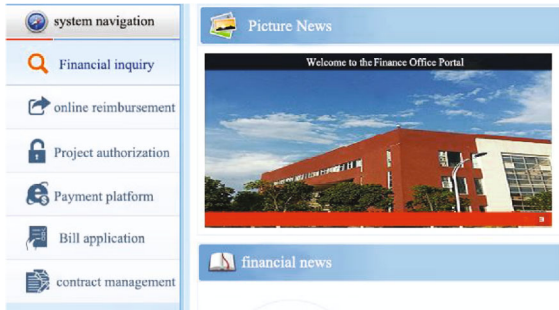 system navigation
Financial inquiry
online reimbursement
Project authorization
Payment platform
Bill application
contract management
Picture News
Welcome to the Finance Office Portal
financial news